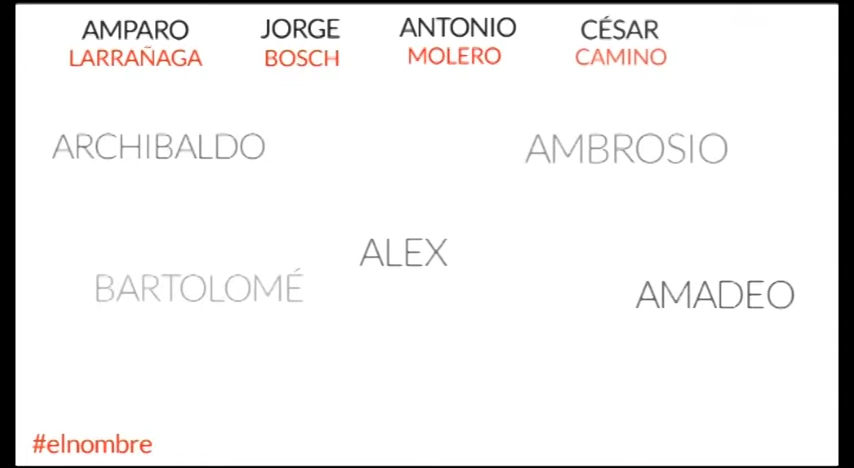 AMPARO JORGE ANTONIO CÉSAR
LARRAÑAGA BOSCH MOLERO CAMINO
ARCHIBALDO AMBROSIO
ALEX
BARTOLOMÉ AMADEO
#elnombre